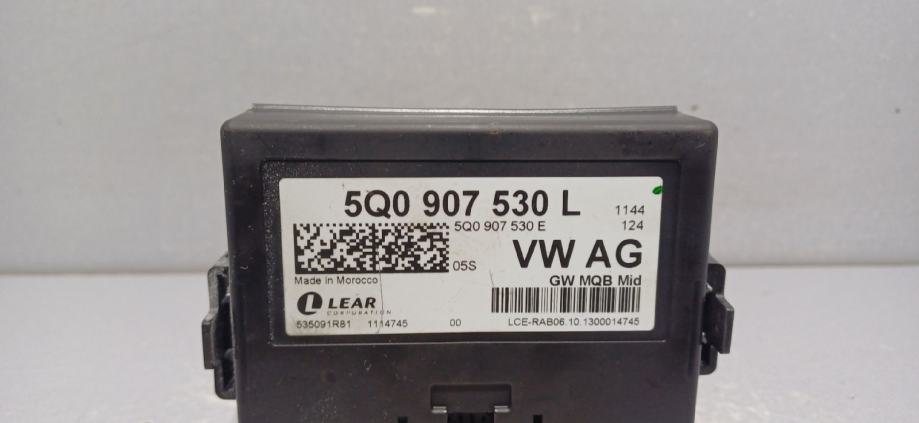 5Q0 907 530 L
1144
5Q0 907 530 E
124
05S
VW AG
Made in Morocco
GW MQB Mid
LEAR
CORPORATION
535091R81 1114745 00 LCE-RAB06.10.1300014745